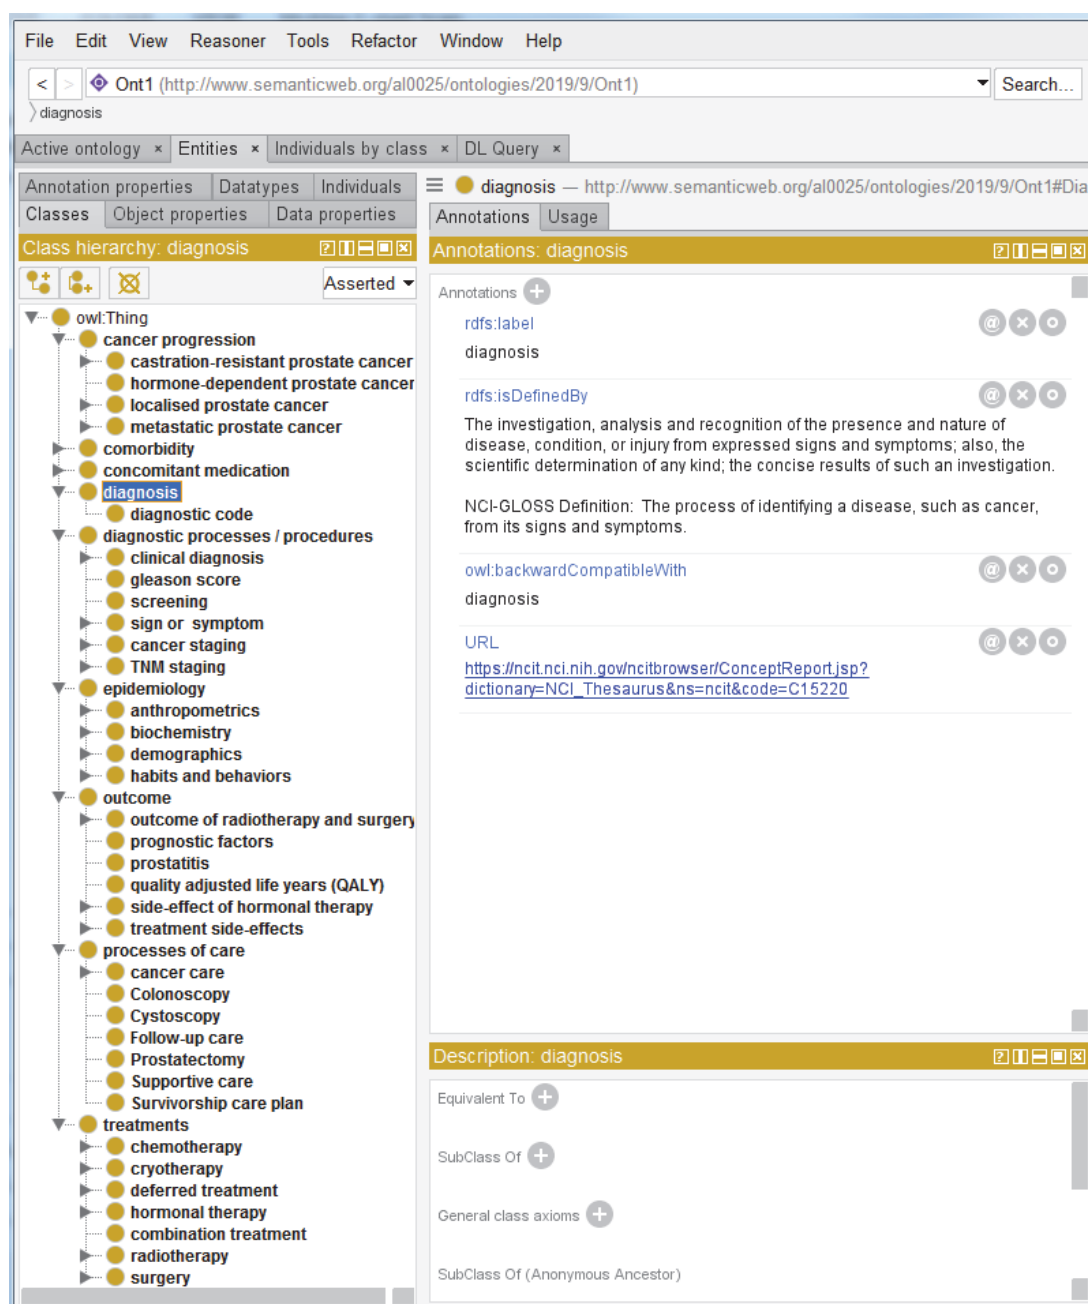 File Edit View Reasoner Tools Refactor Window Help
< > Ont1 (http://www.semanticweb.org/al0025/ontologies/2019/9/Ont1) Search...
diagnosis
Active ontology × Entities × Individuals by class × DL Query ×
Annotation properties Datatypes Individuals
Classes Object properties Data properties
Class hierarchy: diagnosis
Asserted
owl:Thing
cancer progression
castration-resistant prostate cancer
hormone-dependent prostate cancer
localised prostate cancer
metastatic prostate cancer
comorbidity
concomitant medication
diagnosis
diagnostic code
diagnostic processes / procedures
clinical diagnosis
gleason score
screening
sign or symptom
cancer staging
TNM staging
epidemiology
anthropometrics
biochemistry
demographics
habits and behaviors
outcome
outcome of radiotherapy and surgery
prognostic factors
prostatitis
quality adjusted life years (QALY)
side-effect of hormonal therapy
treatment side-effects
processes of care
cancer care
Colonoscopy
Cystoscopy
Follow-up care
Prostatectomy
Supportive care
Survivorship care plan
treatments
chemotherapy
cryotherapy
deferred treatment
hormonal therapy
combination treatment
radiotherapy
surgery
diagnosis — http://www.semanticweb.org/al0025/ontologies/2019/9/Ont1#Dia
Annotations Usage
Annotations: diagnosis
Annotations
rdfs:label
diagnosis
rdfs:isDefinedBy
The investigation, analysis and recognition of the presence and nature of
disease, condition, or injury from expressed signs and symptoms; also, the
scientific determination of any kind; the concise results of such an investigation.
NCI-GLOSS Definition: The process of identifying a disease, such as cancer,
from its signs and symptoms.
owl:backwardCompatibleWith
diagnosis
URL
https://ncit.nci.nih.gov/ncitbrowser/ConceptReport.jsp?
dictionary=NCI_Thesaurus&ns=ncit&code=C15220
Description: diagnosis
Equivalent To
SubClass Of
General class axioms
SubClass Of (Anonymous Ancestor)